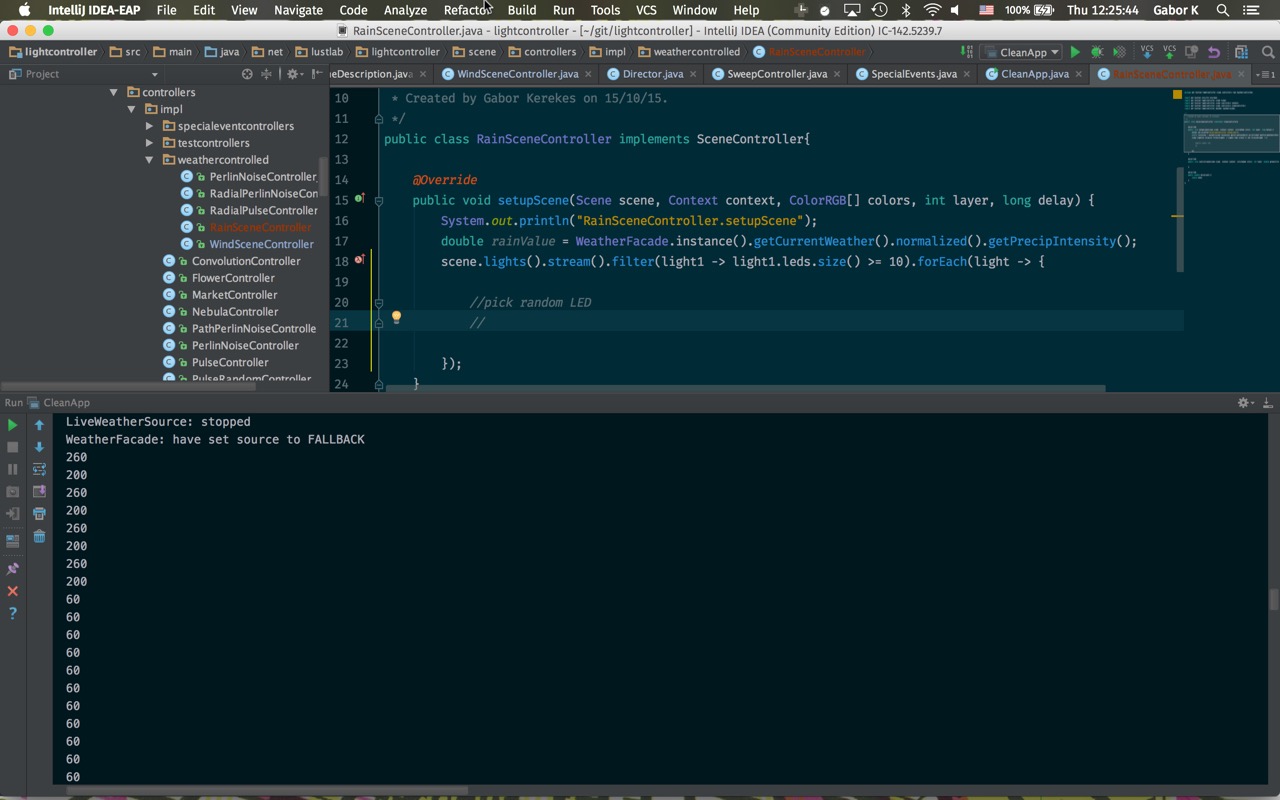 IntelliJ IDEA-EAP File Edit View Navigate Code Analyze Refactor Build Run Tools VCS Window Help 100% Thu 12:25:44 Gabor K
RainSceneController.java - lightcontroller - [~/git/lightcontroller] - IntelliJ IDEA (Community Edition) IC-142.5239.7
lightcontroller src main java net lustlab lightcontroller scene controllers impl weathercontrolled RainSceneController CleanApp VCS VCS
Project
eDescription.java WindSceneController.java Director.java SweepController.java SpecialEvents.java CleanApp.java RainSceneController.java
controllers
impl
specialeventcontrollers
testcontrollers
weathercontrolled
PerlinNoiseController
RadialPerlinNoiseCon
RadialPulseController
RainSceneController
WindSceneController
ConvolutionController
FlowerController
MarketController
NebulaController
PathPerlinNoiseControlle
PerlinNoiseController
PulseController
PulseRandomController
10 * Created by Gabor Kerekes on 15/10/15.
11 */
12 public class RainSceneController implements SceneController{
13
14 @Override
15 public void setupScene(Scene scene, Context context, ColorRGB[] colors, int layer, long delay) {
16 System.out.println("RainSceneController.setupScene");
17 double rainValue = WeatherFacade.instance().getCurrentWeather().normalized().getPrecipIntensity();
18 scene.lights().stream().filter(light1 -> light1.leds.size() >= 10).forEach(light -> {
19
20 //pick random LED
21 //
22
23 });
24 }
Run CleanApp
LiveWeatherSource: stopped
WeatherFacade: have set source to FALLBACK
260
200
260
200
260
200
260
200
60
60
60
60
60
60
60
60
60
60
60